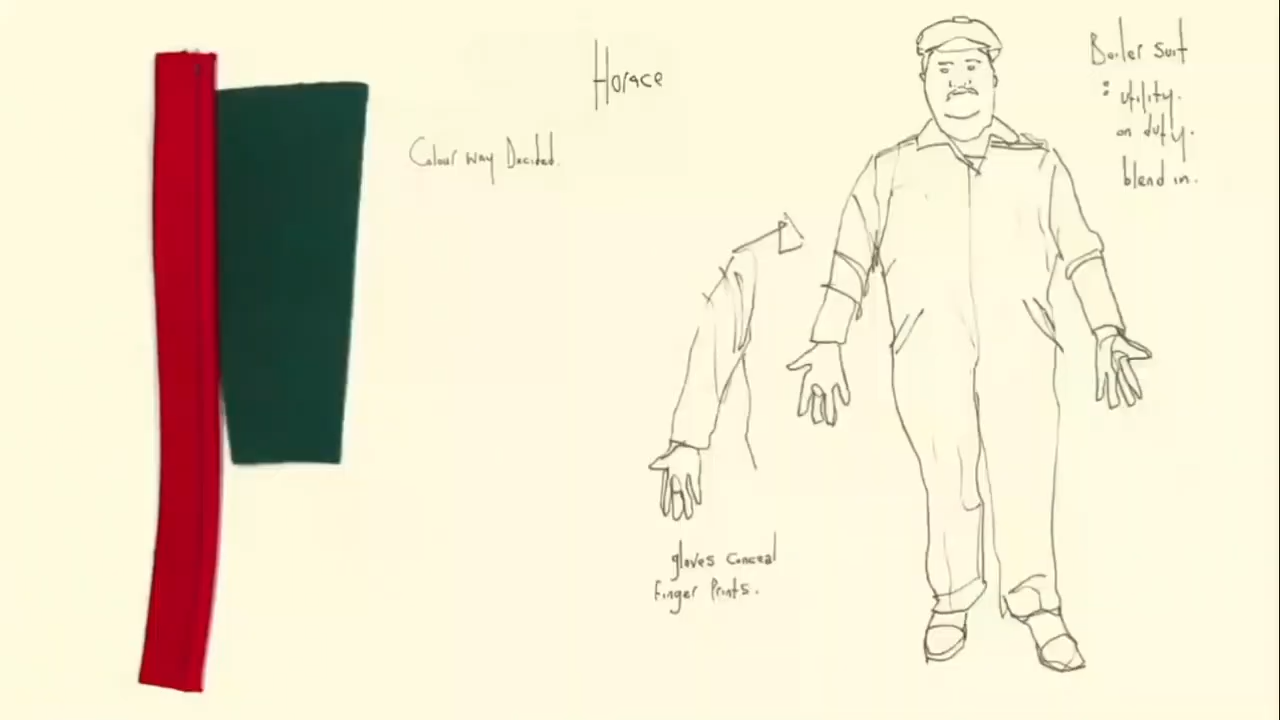 Horace
Colour way Decided.
Boiler Suit
: utility.
on duty.
blend in.
gloves conceal
finger Prints.